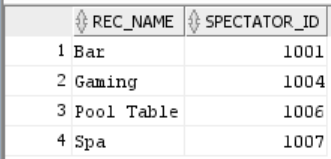 REC_NAME SPECTATOR_ID
1 Bar 1001
2 Gaming 1004
3 Pool Table 1006
4 Spa 1007